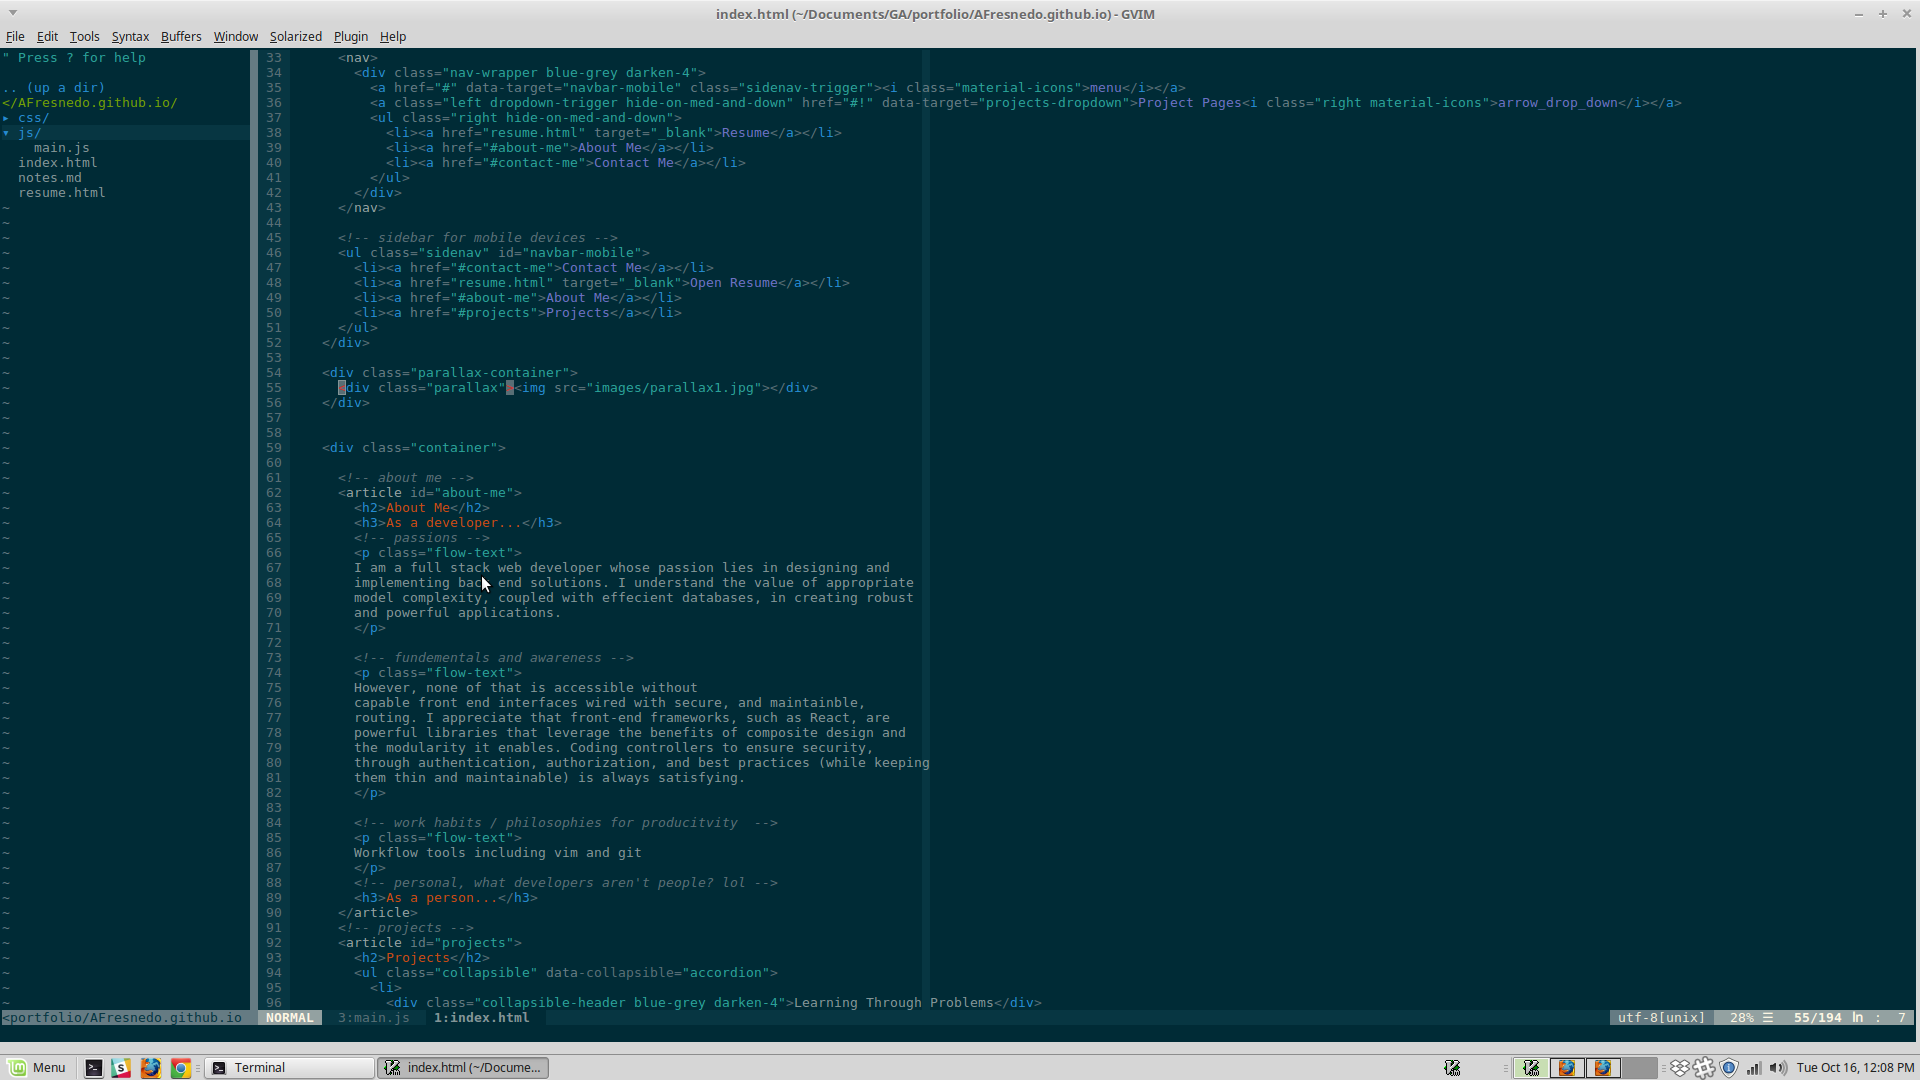 index.html (~/Documents/GA/portfolio/AFresnedo.github.io) - GVIM
File Edit Tools Syntax Buffers Window Solarized Plugin Help
" Press ? for help
.. (up a dir)
</AFresnedo.github.io/
▸ css/
▾ js/
main.js
index.html
notes.md
resume.html
33 <nav>
34 <div class="nav-wrapper blue-grey darken-4">
35 <a href="#" data-target="navbar-mobile" class="sidenav-trigger"><i class="material-icons">menu</i></a>
36 <a class="left dropdown-trigger hide-on-med-and-down" href="#!" data-target="projects-dropdown">Project Pages<i class="right material-icons">arrow_drop_down</i></a>
37 <ul class="right hide-on-med-and-down">
38 <li><a href="resume.html" target="_blank">Resume</a></li>
39 <li><a href="#about-me">About Me</a></li>
40 <li><a href="#contact-me">Contact Me</a></li>
41 </ul>
42 </div>
43 </nav>
44
45 <!-- sidebar for mobile devices -->
46 <ul class="sidenav" id="navbar-mobile">
47 <li><a href="#contact-me">Contact Me</a></li>
48 <li><a href="resume.html" target="_blank">Open Resume</a></li>
49 <li><a href="#about-me">About Me</a></li>
50 <li><a href="#projects">Projects</a></li>
51 </ul>
52 </div>
53
54 <div class="parallax-container">
55 <div class="parallax"><img src="images/parallax1.jpg"></div>
56 </div>
57
58
59 <div class="container">
60
61 <!-- about me -->
62 <article id="about-me">
63 <h2>About Me</h2>
64 <h3>As a developer...</h3>
65 <!-- passions -->
66 <p class="flow-text">
67 I am a full stack web developer whose passion lies in designing and
68 implementing back end solutions. I understand the value of appropriate
69 model complexity, coupled with effecient databases, in creating robust
70 and powerful applications.
71 </p>
72
73 <!-- fundementals and awareness -->
74 <p class="flow-text">
75 However, none of that is accessible without
76 capable front end interfaces wired with secure, and maintainble,
77 routing. I appreciate that front-end frameworks, such as React, are
78 powerful libraries that leverage the benefits of composite design and
79 the modularity it enables. Coding controllers to ensure security,
80 through authentication, authorization, and best practices (while keeping
81 them thin and maintainable) is always satisfying.
82 </p>
83
84 <!-- work habits / philosophies for producitvity  -->
85 <p class="flow-text">
86 Workflow tools including vim and git
87 </p>
88 <!-- personal, what developers aren't people? lol -->
89 <h3>As a person...</h3>
90 </article>
91 <!-- projects -->
92 <article id="projects">
93 <h2>Projects</h2>
94 <ul class="collapsible" data-collapsible="accordion">
95 <li>
96 <div class="collapsible-header blue-grey darken-4">Learning Through Problems</div>
<portfolio/AFresnedo.github.io NORMAL 3:main.js 1:index.html utf-8[unix] 28% ☰ 55/194 ln : 7
Menu Terminal index.html (~/Docume... Tue Oct 16, 12:08 PM